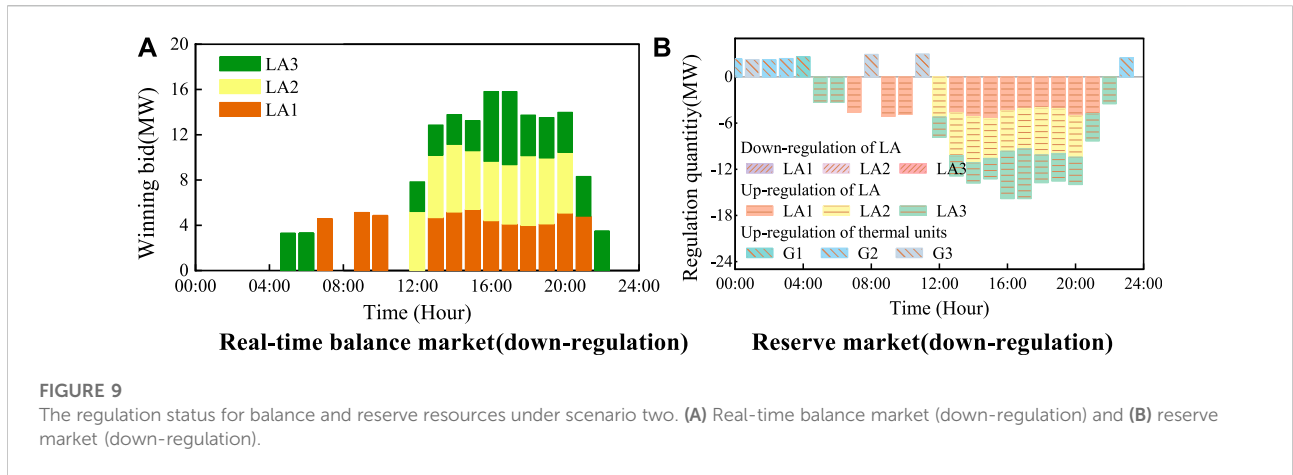 A
20
16
12
8
4
0
Winning bid(MW)
LA3
LA2
LA1
00:00 04:00 08:00 12:00 16:00 20:00 24:00
Time (Hour)
Real-time balance market(down-regulation)
B
0
-6
-12
-18
-24
Regulation quantitiy(MW)
Down-regulation of LA
LA1 LA2 LA3
Up-regulation of LA
LA1 LA2 LA3
Up-regulation of thermal units
G1 G2 G3
00:00 04:00 08:00 12:00 16:00 20:00 24:00
Time (Hour)
Reserve market(down-regulation)
FIGURE 9
The regulation status for balance and reserve resources under scenario two. (A) Real-time balance market (down-regulation) and (B) reserve
market (down-regulation).